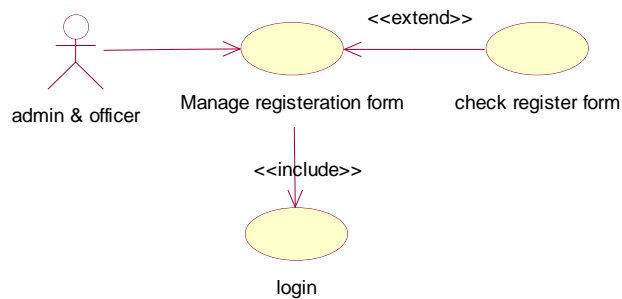 <<extend>>
admin & officer
Manage registeration form
check register form
<<include>>
login